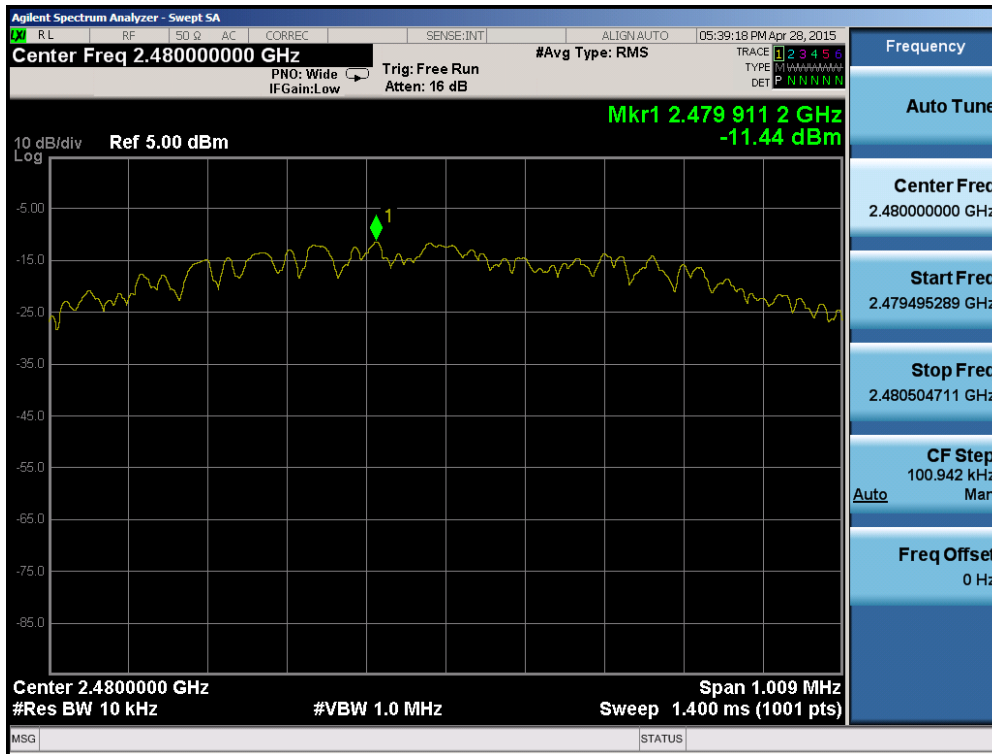 Agilent Spectrum Analyzer - Swept SA
LXI RL RF 50 Ω AC CORREC SENSE:INT ALIGN AUTO 05:39:18 PM Apr 28, 2015
Center Freq 2.480000000 GHz
PNO: Wide
IFGain:Low
Trig: Free Run
Atten: 16 dB
#Avg Type: RMS
TRACE 1 2 3 4 5 6
TYPE M W W W W W
DET P N N N N N
Mkr1 2.479 911 2 GHz
-11.44 dBm
10 dB/div Ref 5.00 dBm
Log
1
-5.00
-15.0
-25.0
-35.0
-45.0
-55.0
-65.0
-75.0
-85.0
Center 2.4800000 GHz Span 1.009 MHz
#Res BW 10 kHz #VBW 1.0 MHz Sweep 1.400 ms (1001 pts)
MSG STATUS
Frequency
Auto Tune
Center Freq
2.480000000 GHz
Start Freq
2.479495289 GHz
Stop Freq
2.480504711 GHz
CF Step
100.942 kHz
Auto Man
Freq Offset
0 Hz